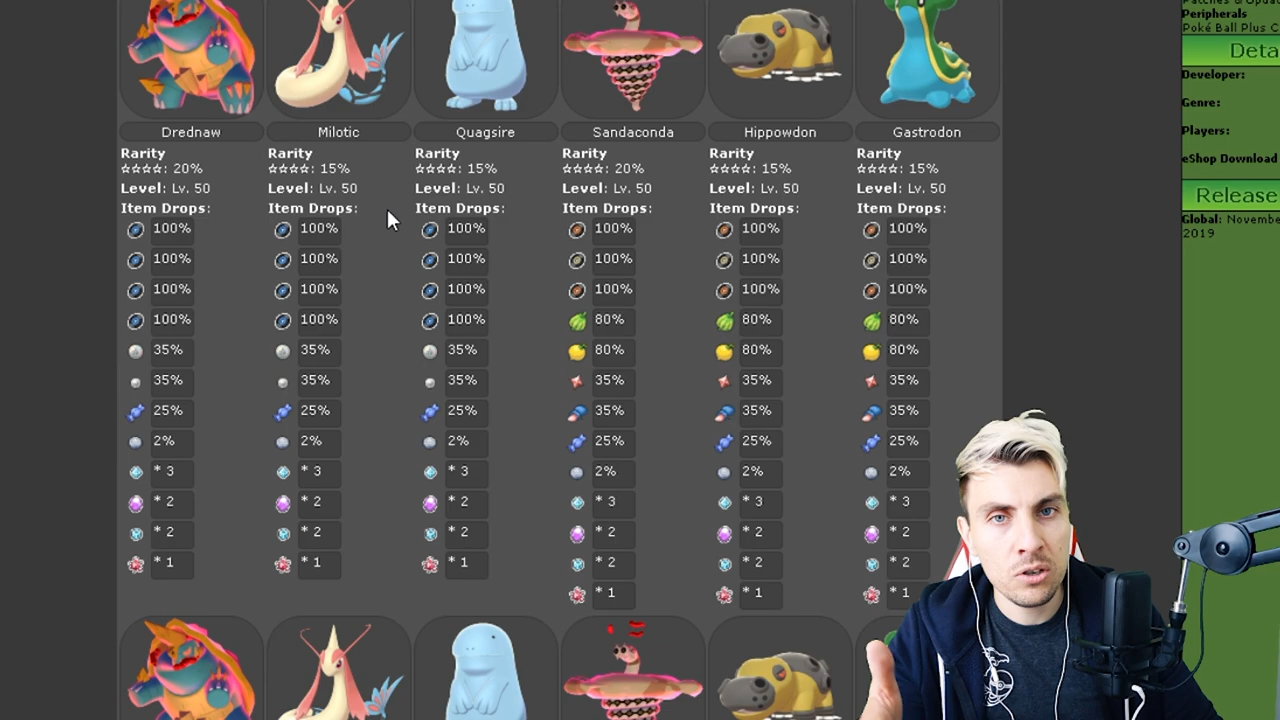 Peripherals
Poké Ball Plus C
Deta
Developer:
Genre:
Players:
eShop Download
Release
Global: Novembe
2019
Drednaw Milotic Quagsire Sandaconda Hippowdon Gastrodon
Rarity Rarity Rarity Rarity Rarity Rarity
☆☆☆☆: 20% ☆☆☆☆: 15% ☆☆☆☆: 15% ☆☆☆☆: 20% ☆☆☆☆: 15% ☆☆☆☆: 15%
Level: Lv. 50 Level: Lv. 50 Level: Lv. 50 Level: Lv. 50 Level: Lv. 50 Level: Lv. 50
Item Drops: Item Drops: Item Drops: Item Drops: Item Drops: Item Drops:
100% 100% 100% 100% 100% 100%
100% 100% 100% 100% 100% 100%
100% 100% 100% 100% 100% 100%
100% 100% 100% 80% 80% 80%
35% 35% 35% 80% 80% 80%
35% 35% 35% 35% 35% 35%
25% 25% 25% 35% 35% 35%
2% 2% 2% 25% 25% 25%
* 3 * 3 * 3 2% 2% 2%
* 2 * 2 * 2 * 3 * 3 * 3
* 2 * 2 * 2 * 2 * 2 * 2
* 1 * 1 * 1 * 2 * 2 * 2
* 1 * 1 * 1